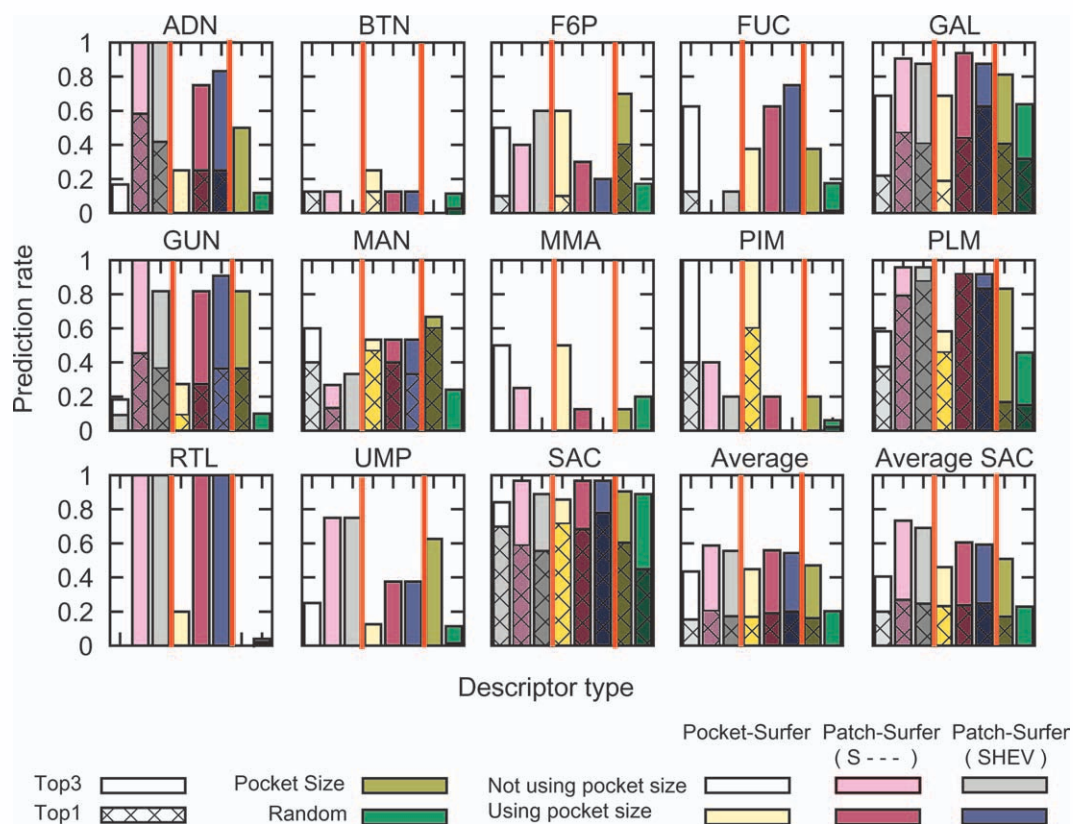 ADN BTN F6P FUC GAL
1
0.8
0.6
0.4
0.2
0
GUN MAN MMA PIM PLM
1
0.8
0.6
0.4
0.2
0
RTL UMP SAC Average Average SAC
1
0.8
0.6
0.4
0.2
0
Prediction rate
Descriptor type
Pocket-Surfer Patch-Surfer Patch-Surfer
( S - - - ) ( SHEV )
Top3 Pocket Size Not using pocket size
Top1 Random Using pocket size